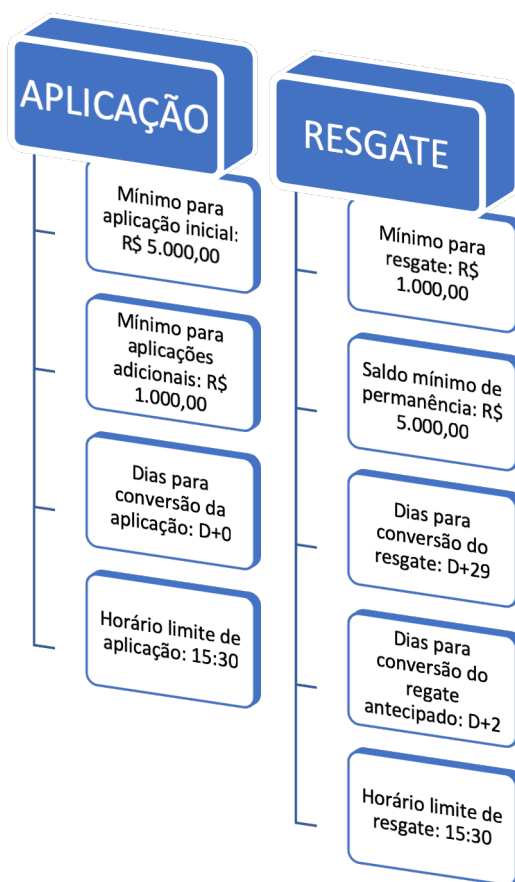 APLICAÇÃO
Mínimo para
aplicação inicial:
R$ 5.000,00
Mínimo para
aplicações
adicionais: R$
1.000,00
Dias para
conversão da
aplicação: D+0
Horário limite de
aplicação: 15:30
RESGATE
Mínimo para
resgate: R$
1.000,00
Saldo mínimo de
permanência: R$
5.000,00
Dias para
conversão do
resgate: D+29
Dias para
conversão do
regate
antecipado: D+2
Horário limite de
resgate: 15:30